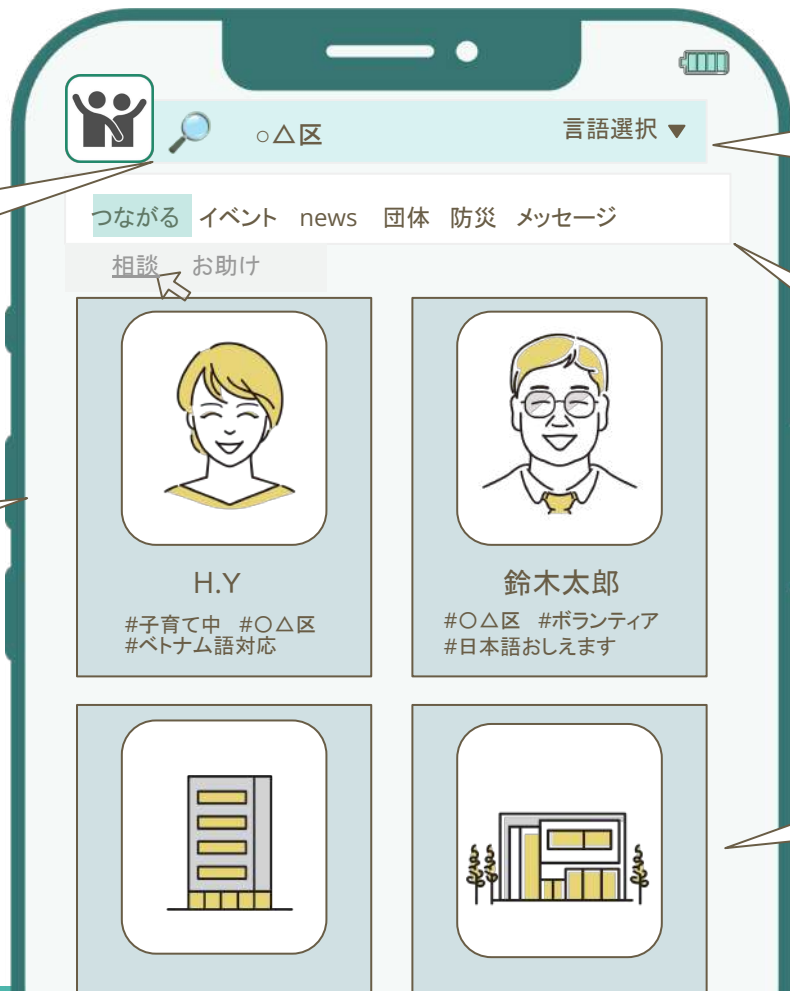 ○△区 言語選択 ▼
つながる イベント news 団体 防災 メッセージ
相談 お助け
H.Y
#子育て中 #〇△区
#ベトナム語対応
鈴木太郎
#〇△区 #ボランティア
#日本語おしえます